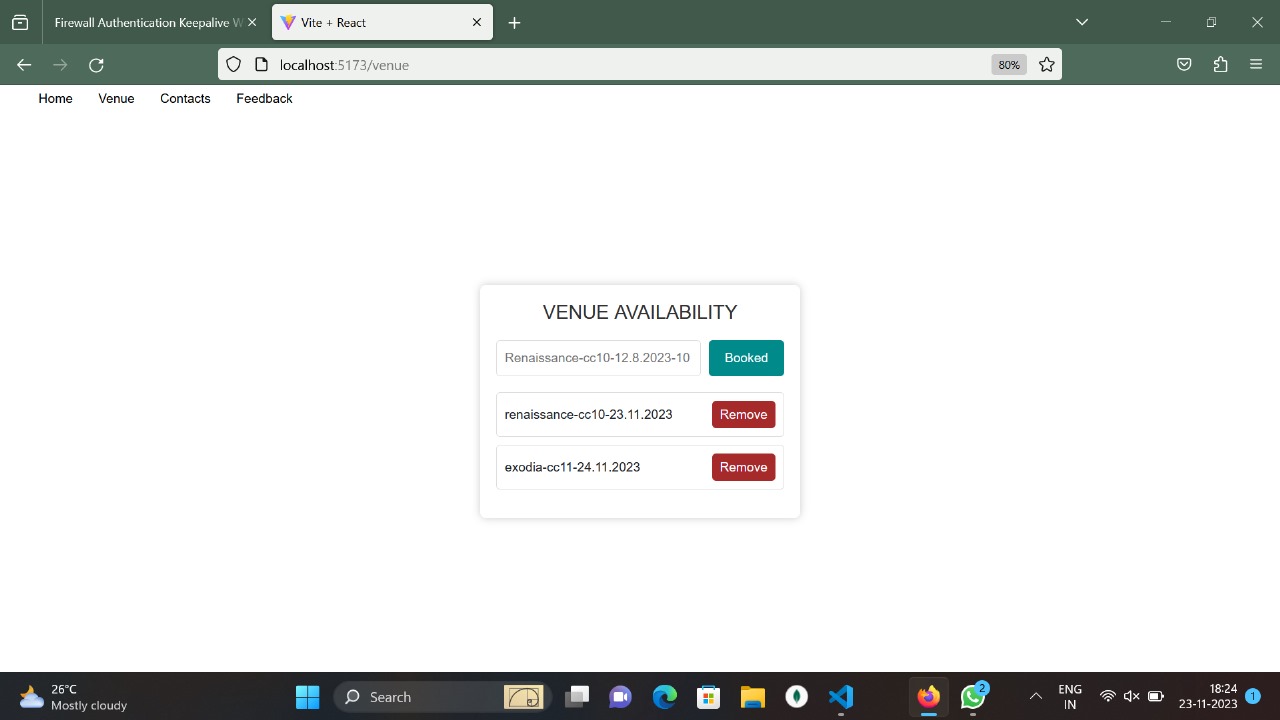 Firewall Authentication Keepalive W
Vite + React
localhost:5173/venue
80%
Home Venue Contacts Feedback
VENUE AVAILABILITY
Renaissance-cc10-12.8.2023-10 Booked
renaissance-cc10-23.11.2023 Remove
exodia-cc11-24.11.2023 Remove
26°C
Mostly cloudy
Search
2
ENG
IN
18:24
23-11-2023
1